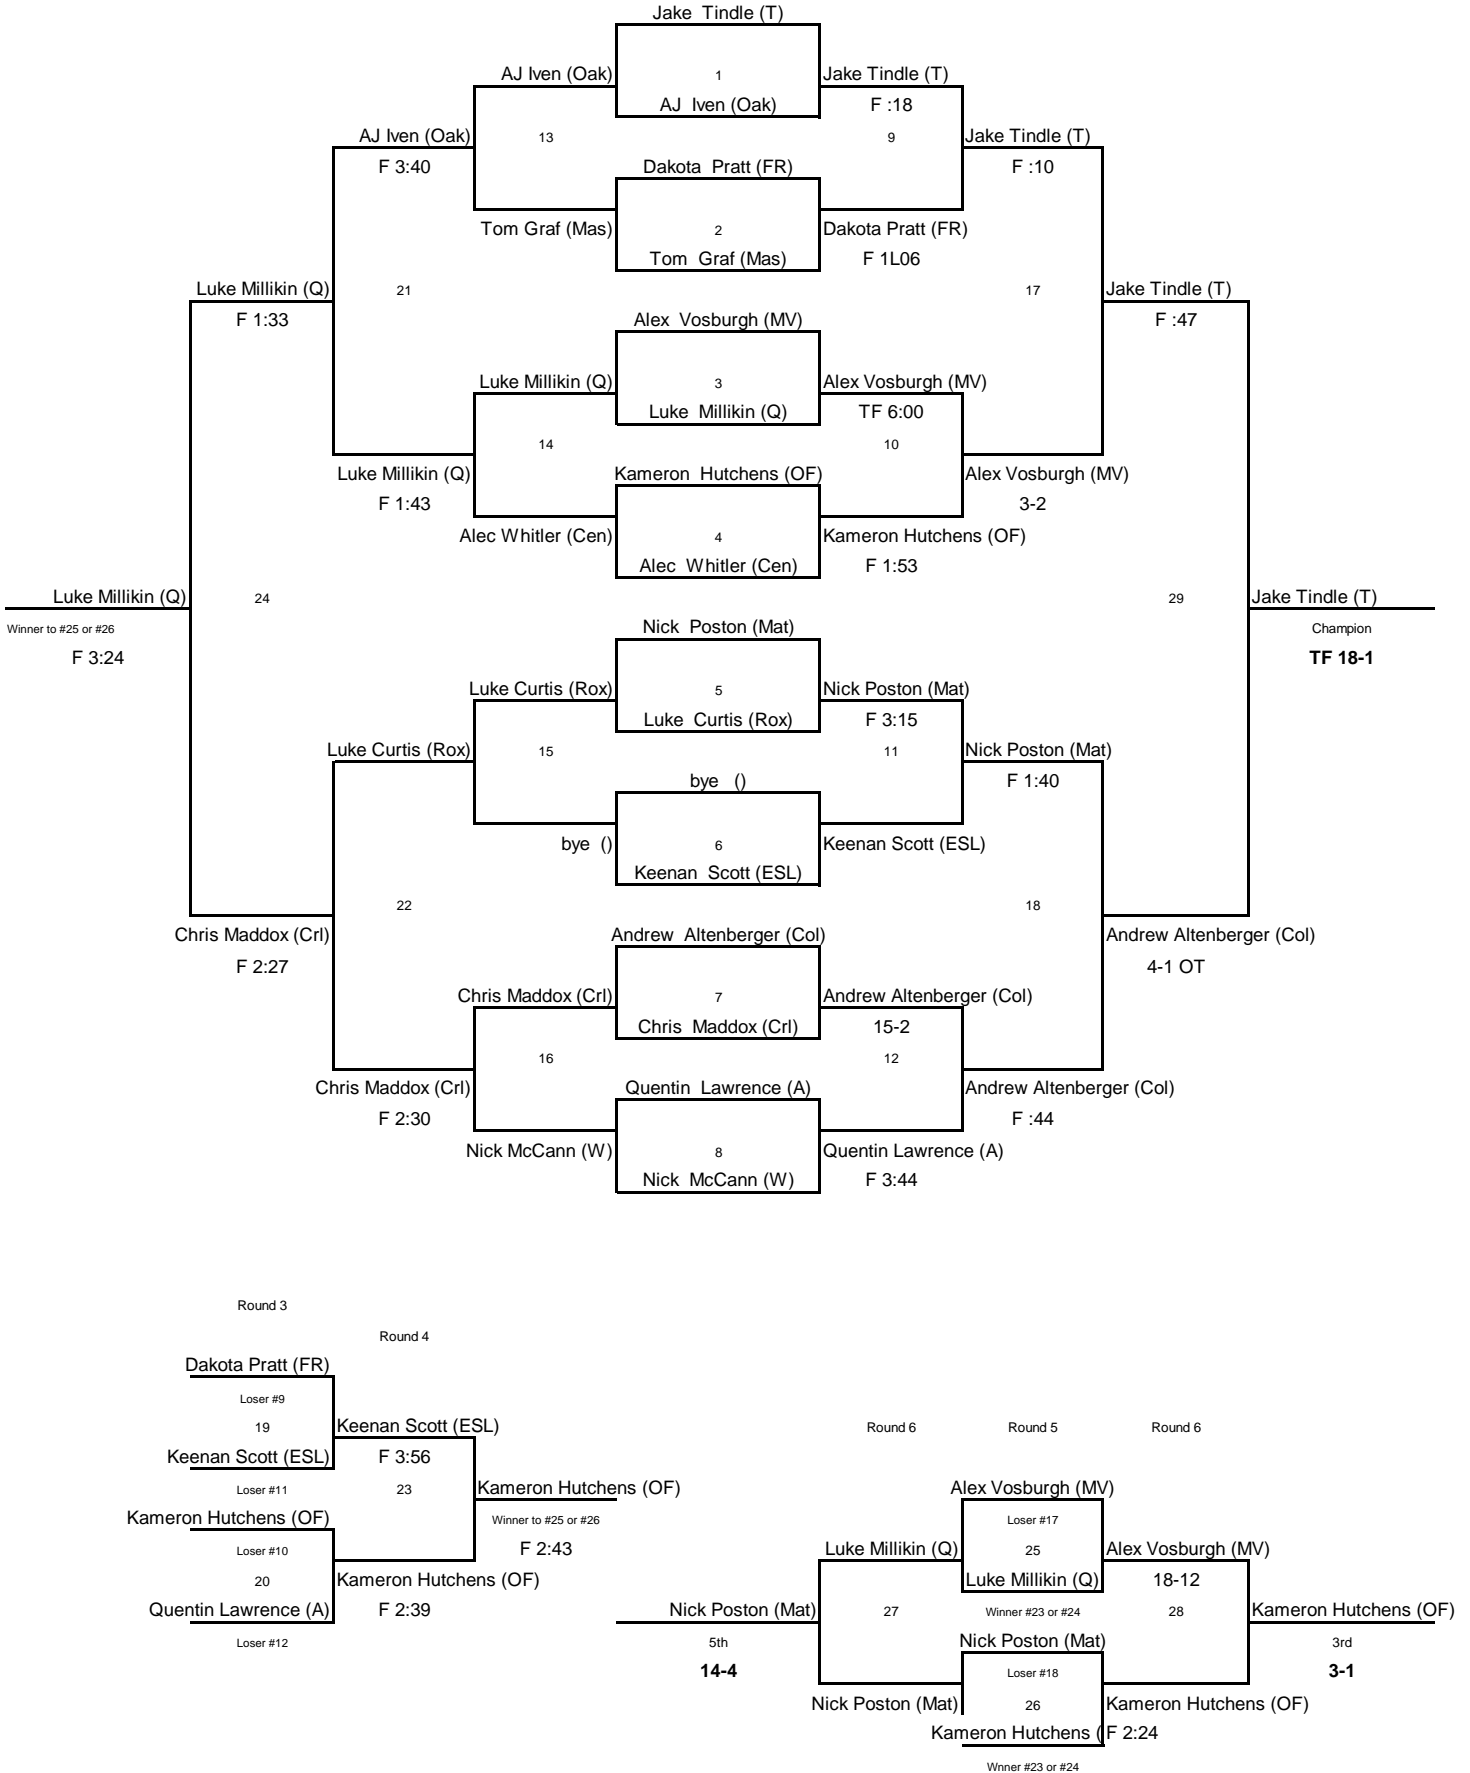 Jake Tindle (T)
AJ Iven (Oak) 1 Jake Tindle (T)
AJ Iven (Oak) F :18
AJ Iven (Oak) 13 9 Jake Tindle (T)
F 3:40 Dakota Pratt (FR) F :10
Tom Graf (Mas) 2 Dakota Pratt (FR)
Tom Graf (Mas) F 1L06
Luke Millikin (Q) 21 17 Jake Tindle (T)
F 1:33 Alex Vosburgh (MV) F :47
Luke Millikin (Q) 3 Alex Vosburgh (MV)
Luke Millikin (Q) TF 6:00
14 10
Luke Millikin (Q) Kameron Hutchens (OF) Alex Vosburgh (MV)
F 1:43 3-2
Alec Whitler (Cen) 4 Kameron Hutchens (OF)
Alec Whitler (Cen) F 1:53
Luke Millikin (Q) 24 29 Jake Tindle (T)
Winner to #25 or #26 Nick Poston (Mat) Champion
F 3:24 TF 18-1
Luke Curtis (Rox) 5 Nick Poston (Mat)
Luke Curtis (Rox) F 3:15
Luke Curtis (Rox) 15 11 Nick Poston (Mat)
bye () F 1:40
bye () 6 Keenan Scott (ESL)
Keenan Scott (ESL)
22 18
Chris Maddox (Crl) Andrew Altenberger (Col) Andrew Altenberger (Col)
F 2:27 4-1 OT
Chris Maddox (Crl) 7 Andrew Altenberger (Col)
Chris Maddox (Crl) 15-2
16 12
Chris Maddox (Crl) Quentin Lawrence (A) Andrew Altenberger (Col)
F 2:30 F :44
Nick McCann (W) 8 Quentin Lawrence (A)
Nick McCann (W) F 3:44
Round 3
Round 4
Dakota Pratt (FR)
Loser #9
19 Keenan Scott (ESL) Round 6 Round 5 Round 6
Keenan Scott (ESL) F 3:56
Loser #11 23 Kameron Hutchens (OF) Alex Vosburgh (MV)
Kameron Hutchens (OF) Winner to #25 or #26 Loser #17
Loser #10 F 2:43 Luke Millikin (Q) 25 Alex Vosburgh (MV)
20 Kameron Hutchens (OF) Luke Millikin (Q) 18-12
Quentin Lawrence (A) F 2:39 Nick Poston (Mat) 27 Winner #23 or #24 28 Kameron Hutchens (OF)
Loser #12 5th Nick Poston (Mat) 3rd
14-4 Loser #18 3-1
Nick Poston (Mat) 26 Kameron Hutchens (OF)
Kameron Hutchens ( F 2:24
Wnner #23 or #24